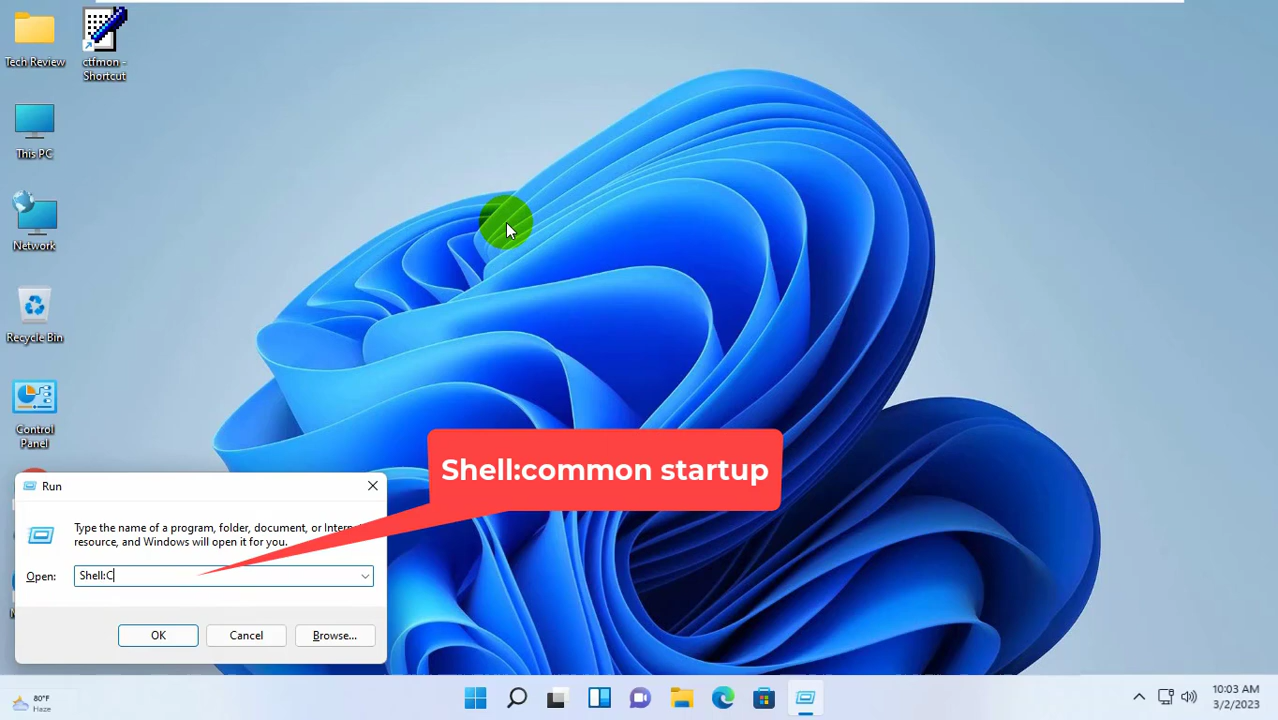 Tech Review
ctfmon -
Shortcut
This PC
Network
Recycle Bin
Control
Panel
Shell:common startup
Run
Type the name of a program, folder, document, or Intern
resource, and Windows will open it for you.
Open:
Shell:C
OK
Cancel
Browse...
80°F
Haze
10:03 AM
3/2/2023